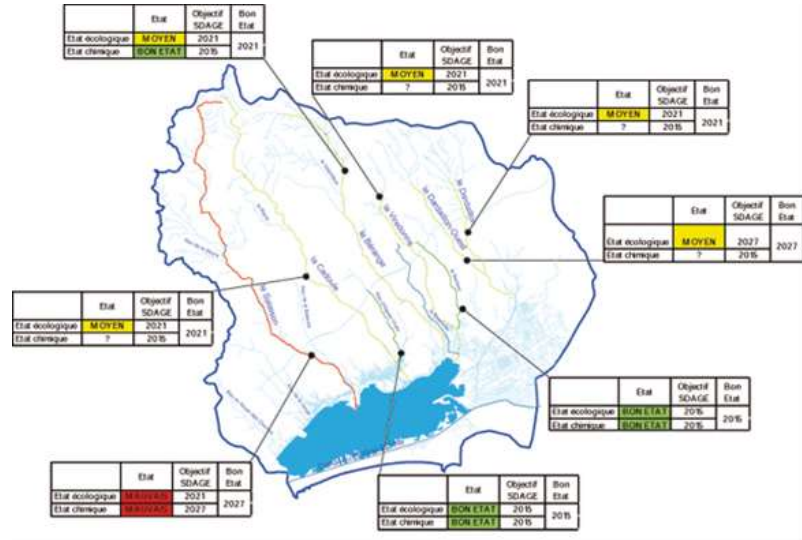 Etat Objectif SDAGE Bon Etat
Etat écologique MOYEN 2021 2021
Etat chimique BON ETAT 2015
Etat Objectif SDAGE Bon Etat
Etat écologique MOYEN 2021 2021
Etat chimique ? 2015
Etat Objectif SDAGE Bon Etat
Etat écologique MOYEN 2021 2021
Etat chimique ? 2015
Etat Objectif SDAGE Bon Etat
Etat écologique MOYEN 2027 2027
Etat chimique ? 2015
la Viredonne
le Dardaillon-Ouest
le Dardaillon
le Bérange
la Cadoule
le Salaison
Etat Objectif SDAGE Bon Etat
Etat écologique MOYEN 2021 2021
Etat chimique ? 2015
Etat Objectif SDAGE Bon Etat
Etat écologique BON ETAT 2015 2015
Etat chimique BON ETAT 2015
Etat Objectif SDAGE Bon Etat
Etat écologique MAUVAIS 2021 2027
Etat chimique MAUVAIS 2027
Etat Objectif SDAGE Bon Etat
Etat écologique BON ETAT 2015 2015
Etat chimique BON ETAT 2015